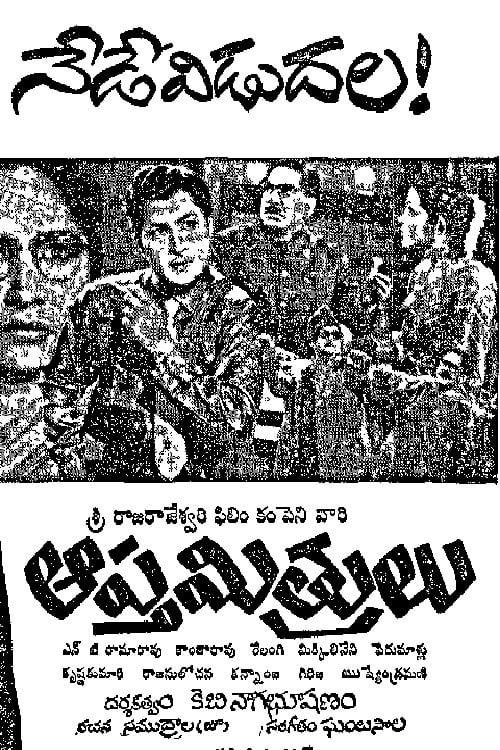 నేడే విడుదల!
శ్రీ రాజరాజేశ్వరి ఫిలిం కంపెని వారి
ఆప్తమిత్రులు
ఎన్ టి రామారావు కాంతారావు రేలంగి మిక్కిలినేని పెరుమాళ్లు
కృష్ణకుమారి రాజసులోచన కన్నాంబ గిరిజ ఋష్యేంద్రమణి
దర్శకత్వం కె.బి నాగభూషణం
రచన సముద్రాల(జూ) సంగీతం ఘంటసాల